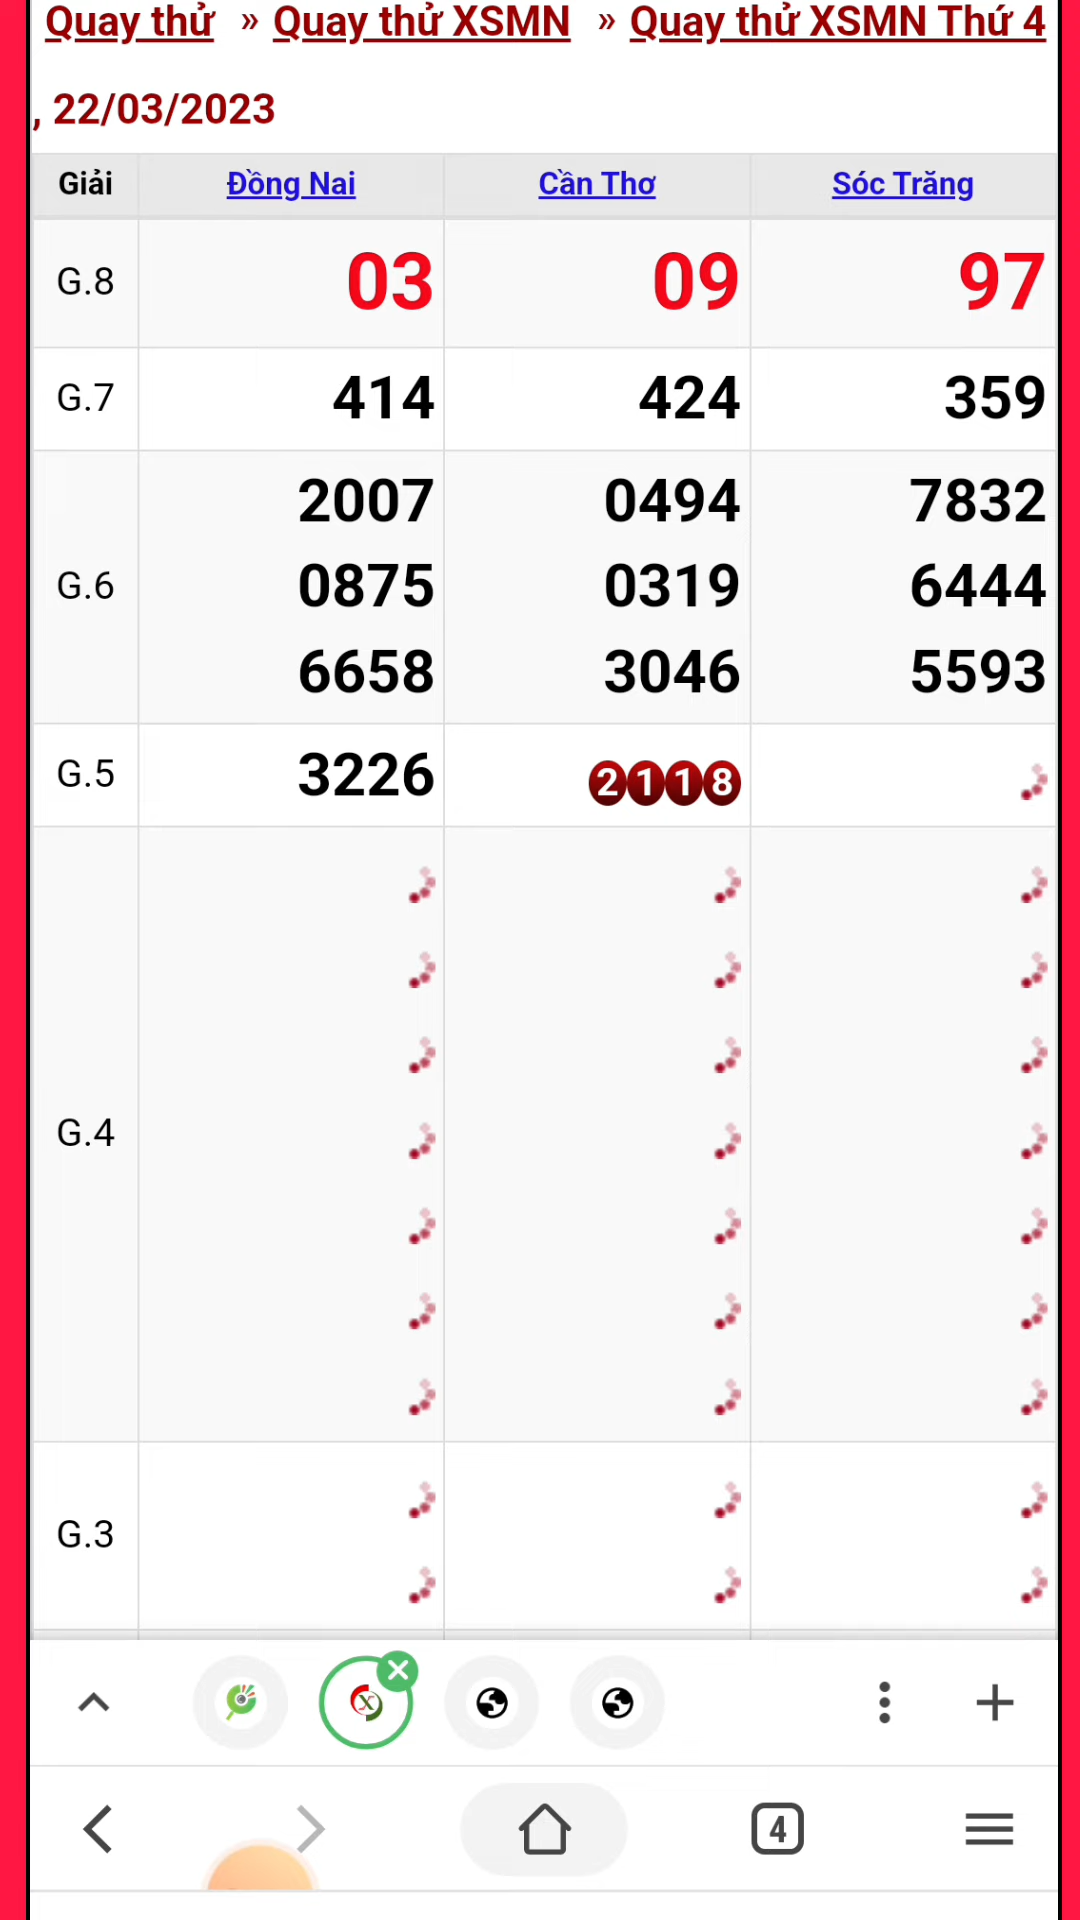 Quay thử » Quay thử XSMN » Quay thử XSMN Thứ 4
, 22/03/2023
Giải Đồng Nai Cần Thơ Sóc Trăng
G.8 03 09 97
G.7 414 424 359
G.6 2007 0494 7832
0875 0319 6444
6658 3046 5593
G.5 3226 2118
G.4
G.3
X
4